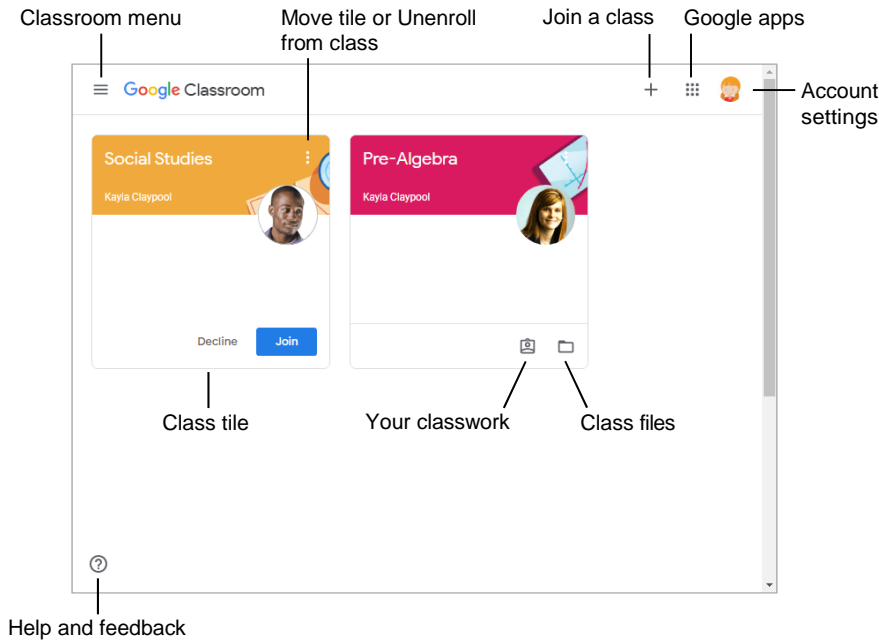 Classroom menu
Move tile or Unenroll
from class
Join a class
Google apps
Google Classroom
Account
settings
Social Studies
Kayla Claypool
Pre-Algebra
Kayla Claypool
Decline
Join
Class tile
Your classwork
Class files
Help and feedback